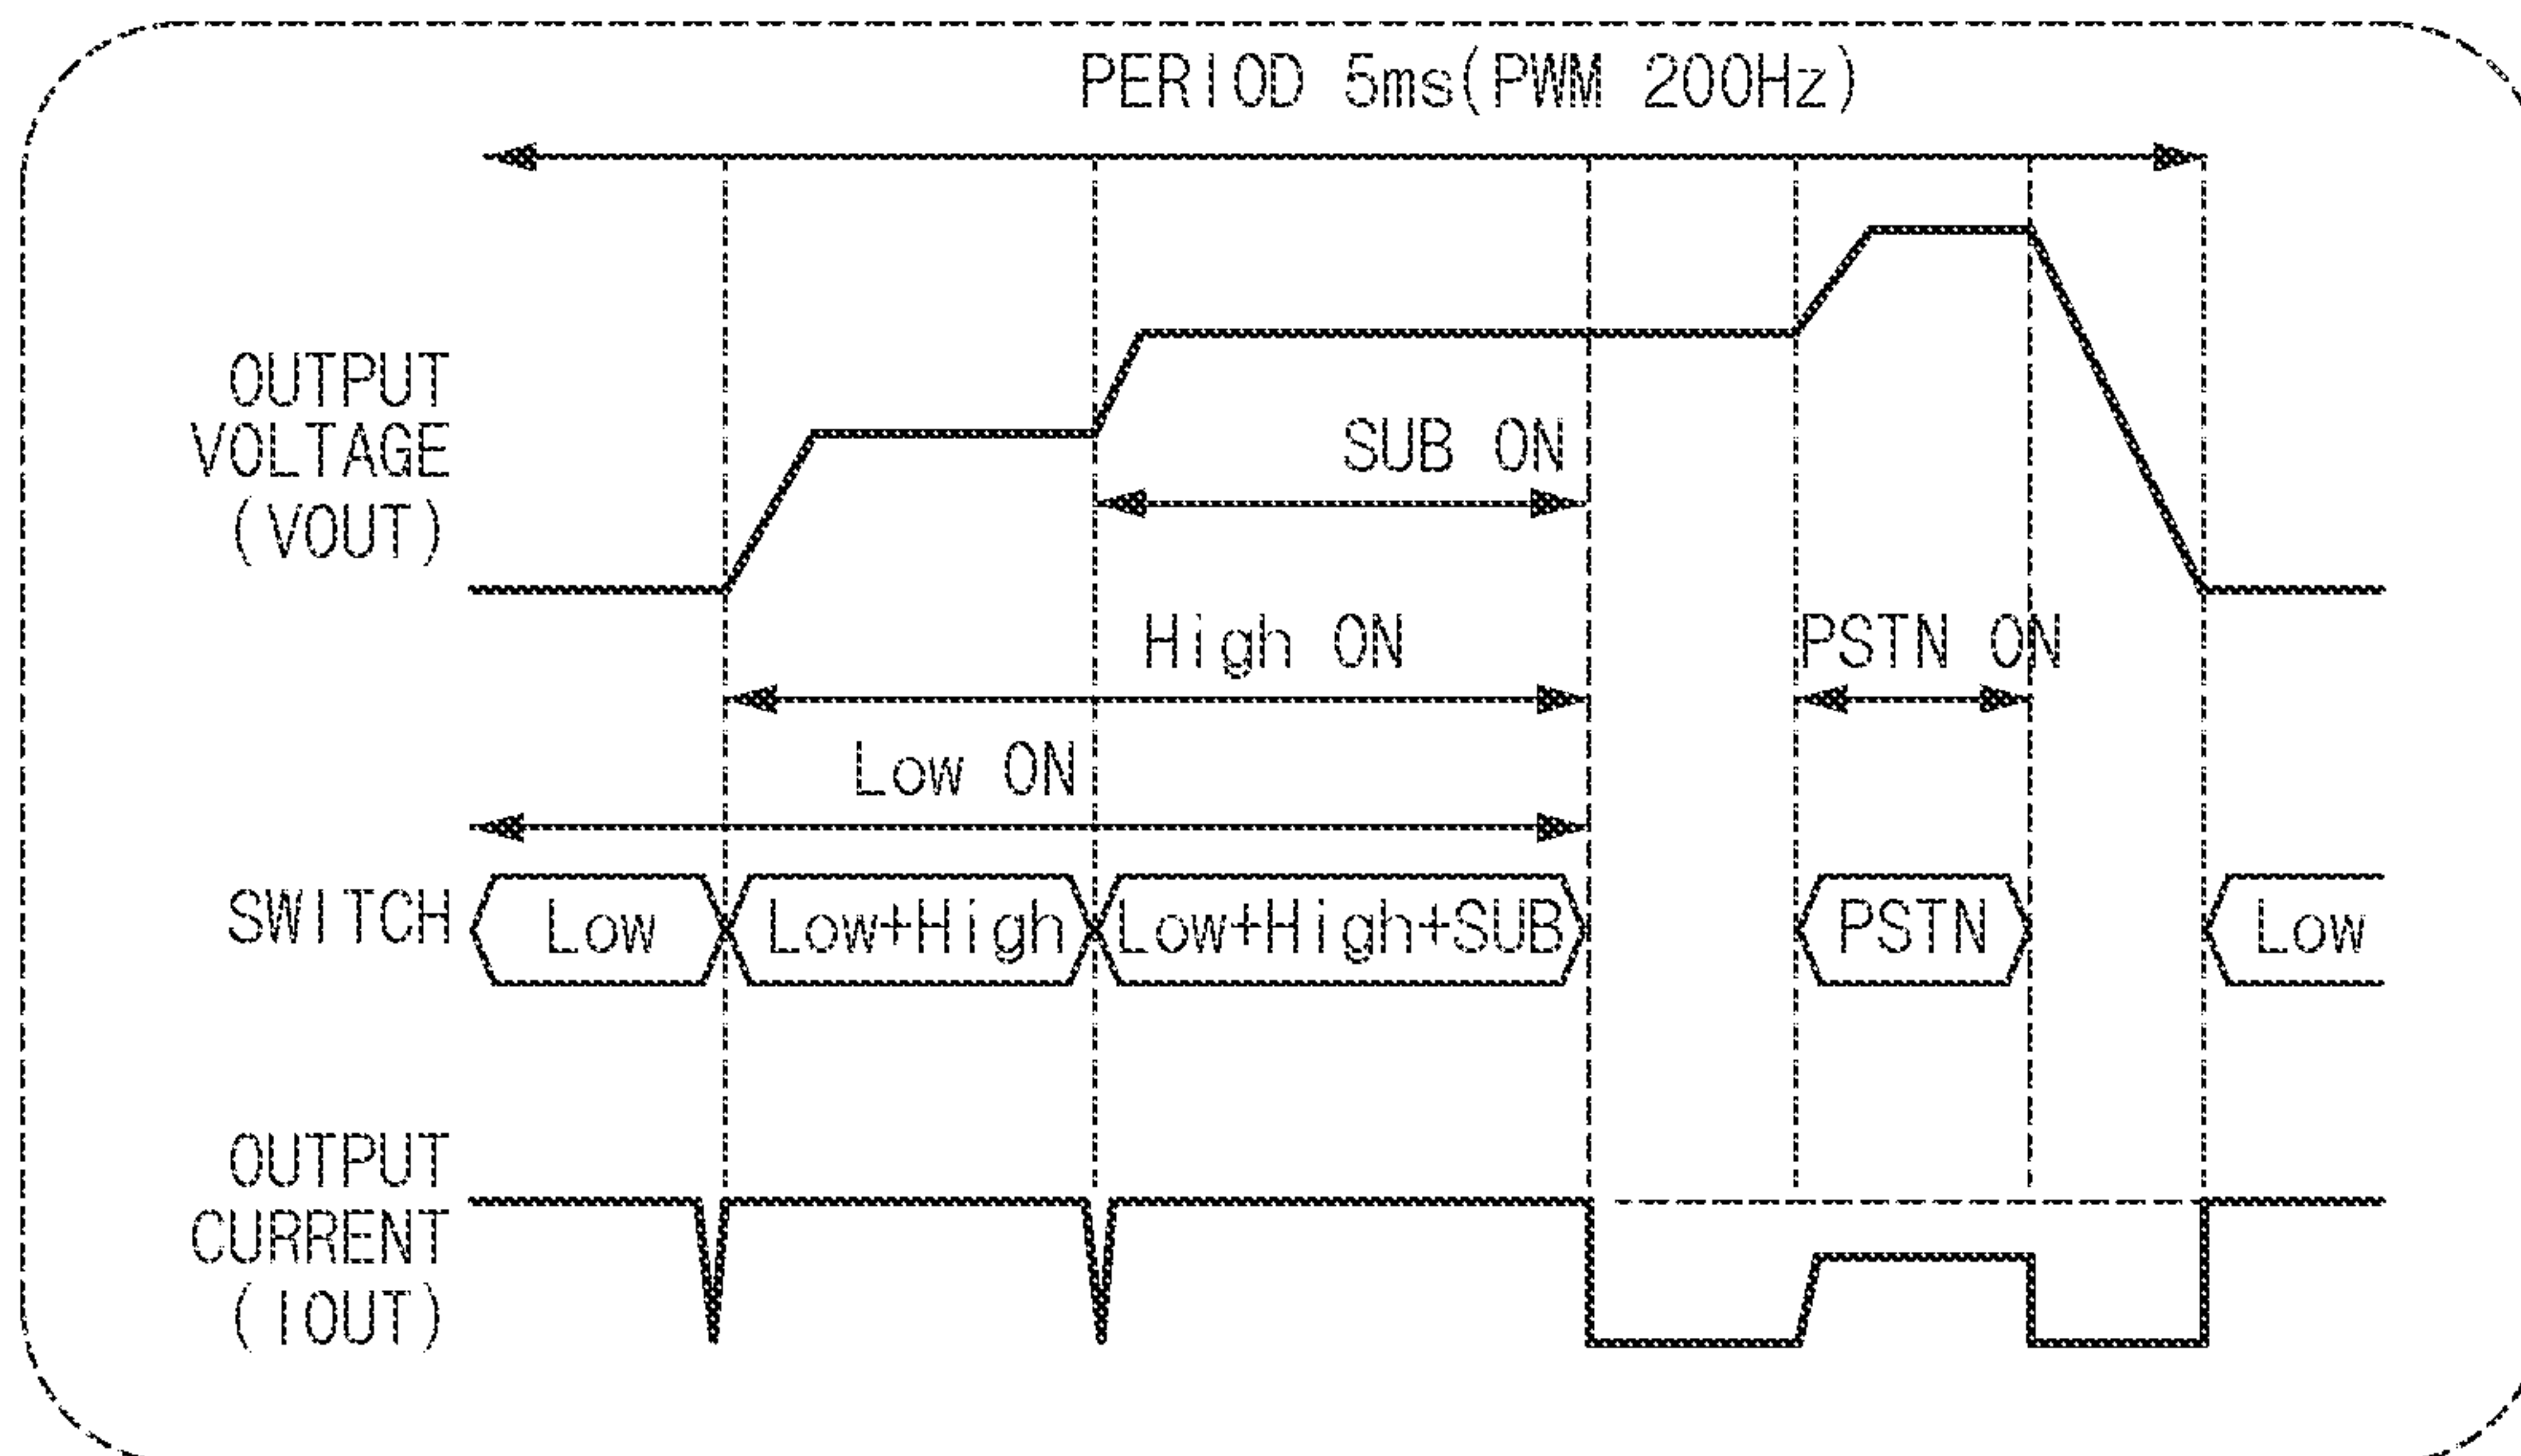 PERIOD 5ms(PWM 200Hz)
OUTPUT
VOLTAGE
(VOUT)
SUB ON
High ON
PSTN ON
Low ON
SWITCH
Low
Low+High
Low+High+SUB
PSTN
Low
OUTPUT
CURRENT
(IOUT)